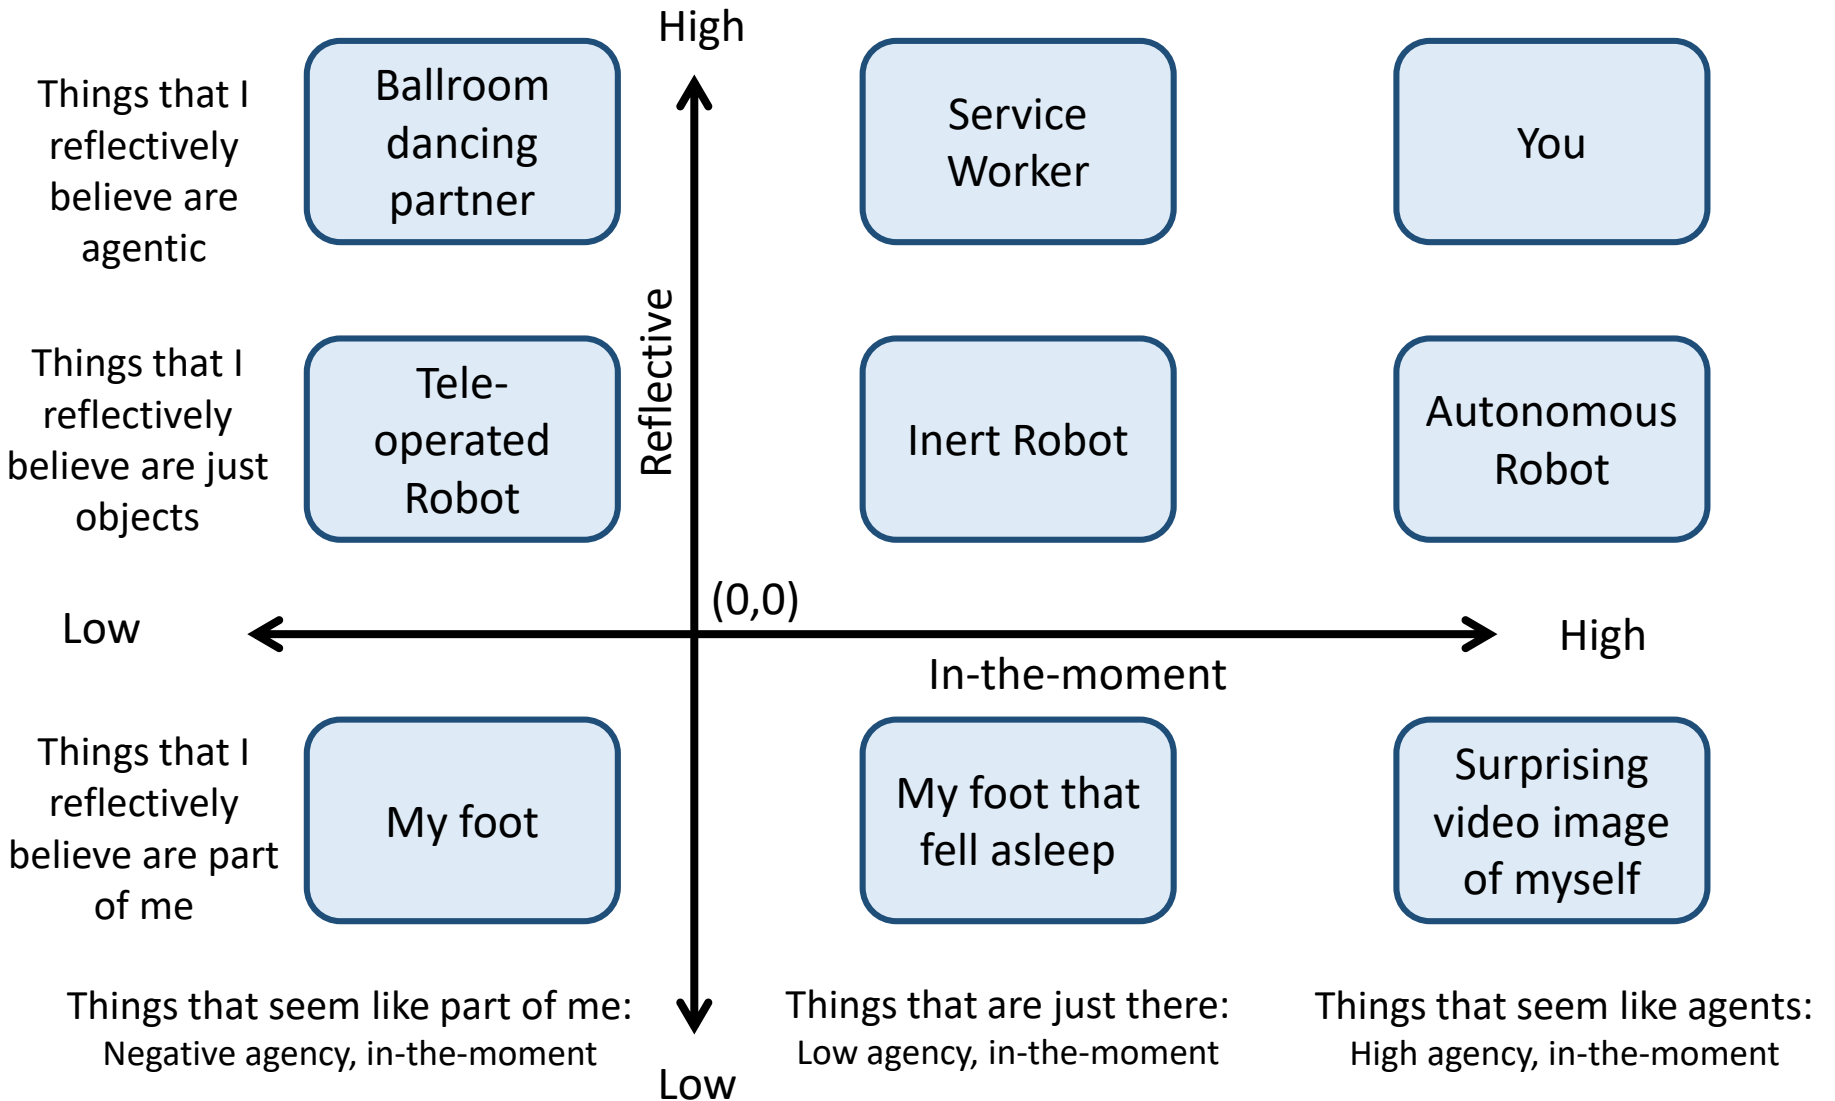 High
Things that I
reflectively
believe are
agentic
Ballroom
dancing
partner
Service
Worker
You
Reflective
Things that I
reflectively
believe are just
objects
Tele-
operated
Robot
Inert Robot
Autonomous
Robot
(0,0)
Low
High
In-the-moment
Things that I
reflectively
believe are part
of me
My foot
My foot that
fell asleep
Surprising
video image
of myself
Things that seem like part of me:
Negative agency, in-the-moment
Things that are just there:
Low agency, in-the-moment
Things that seem like agents:
High agency, in-the-moment
Low